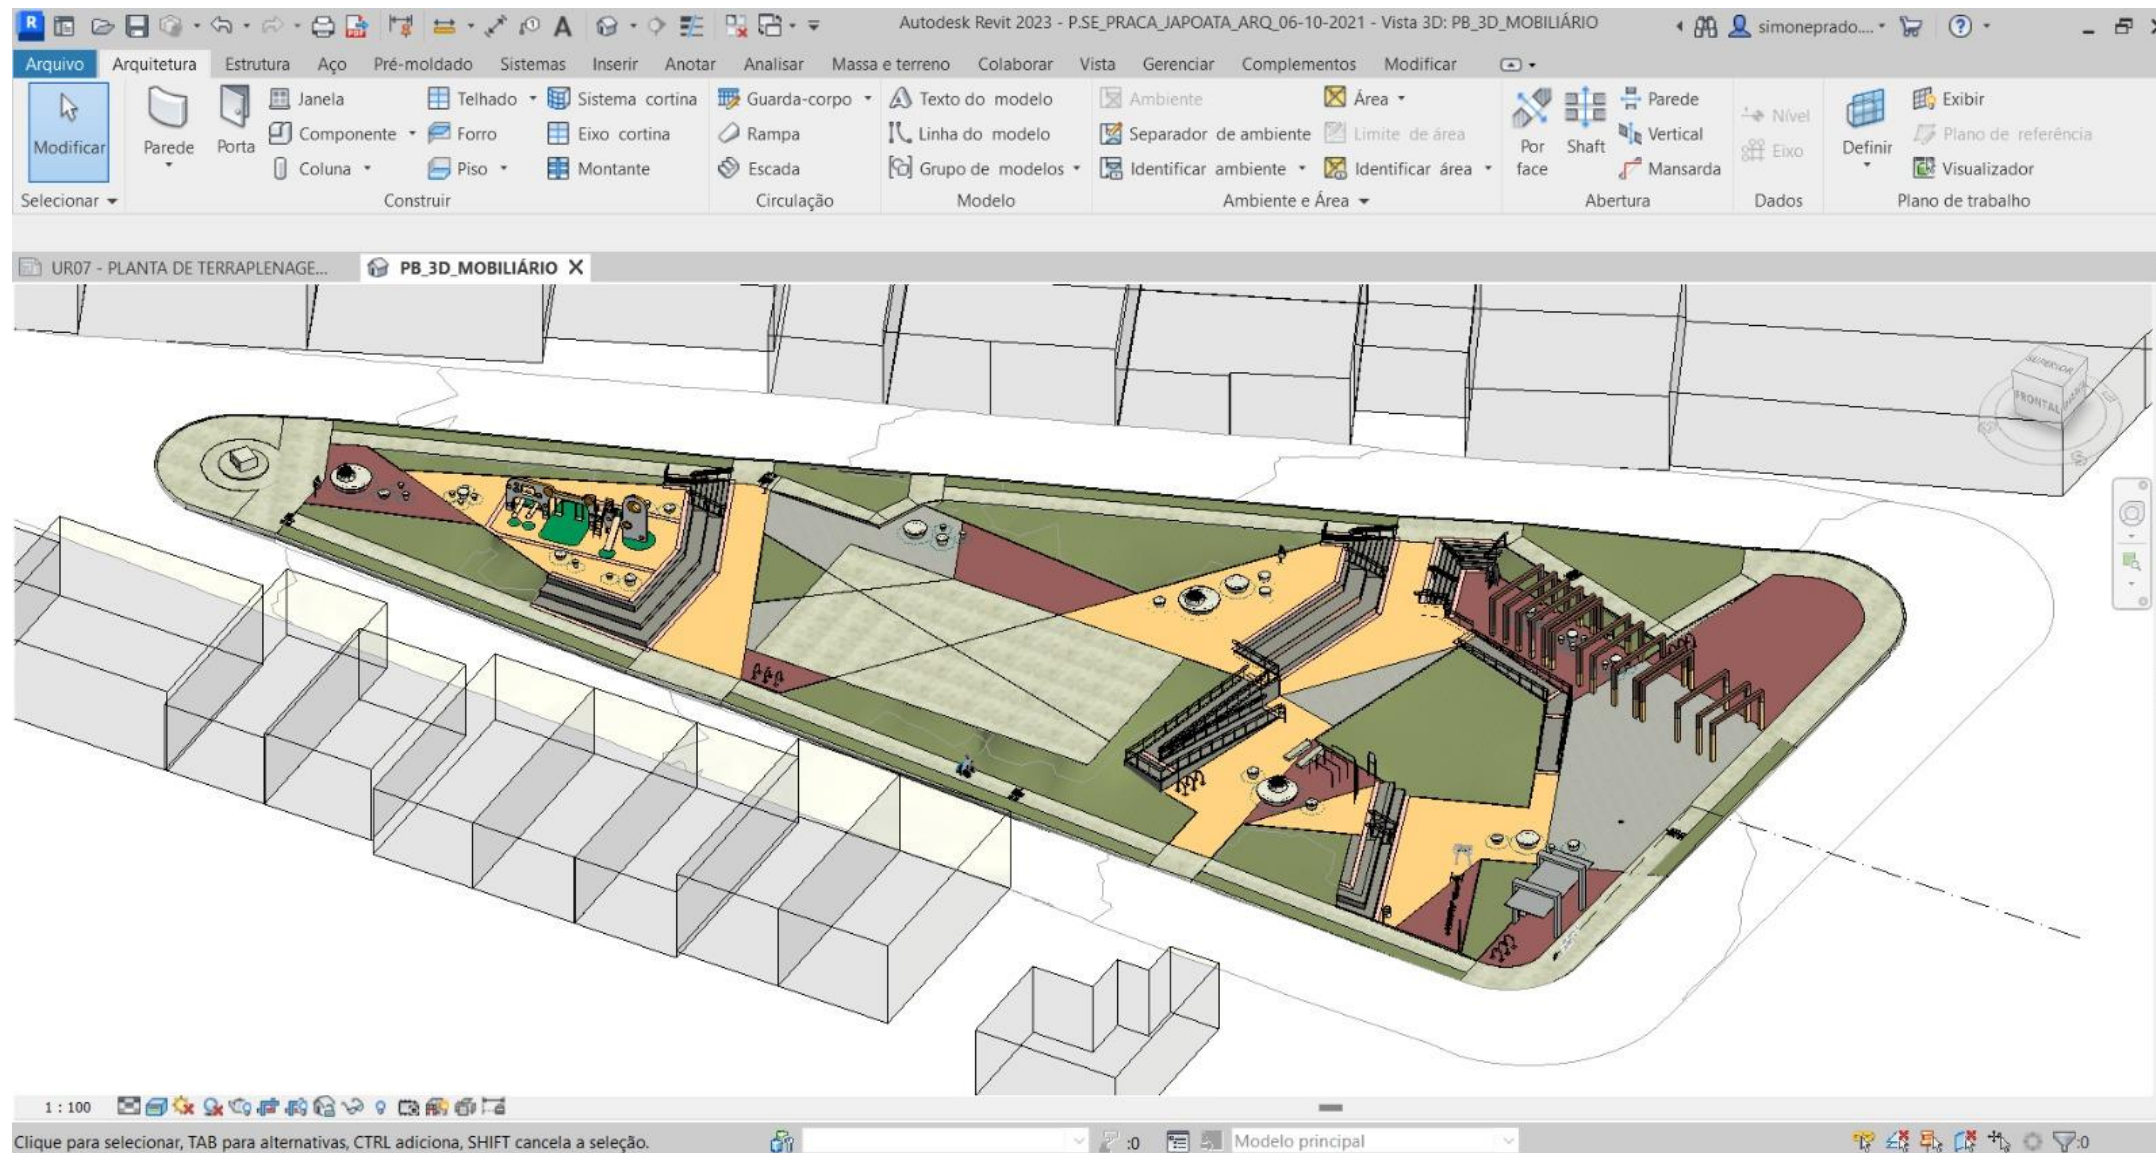 Autodesk Revit 2023 - P.SE_PRACA_JAPOATA_ARQ_06-10-2021 - Vista 3D: PB_3D_MOBILIÁRIO
simoneprado....
Arquivo Arquitetura Estrutura Aço Pré-moldado Sistemas Inserir Anotar Analisar Massa e terreno Colaborar Vista Gerenciar Complementos Modificar
Janela Telhado Sistema cortina Guarda-corpo Texto do modelo Ambiente Área Parede Nível Exibir
Modificar Parede Porta Componente Forro Eixo cortina Rampa Linha do modelo Separador de ambiente Limite de área Por face Shaft Vertical Eixo Definir Plano de referência
Coluna Piso Montante Escada Grupo de modelos Identificar ambiente Identificar área Mansarda Visualizador
Selecionar Construir Circulação Modelo Ambiente e Área Abertura Dados Plano de trabalho
UR07 - PLANTA DE TERRAPLENAGE... PB_3D_MOBILIÁRIO
SUPERIOR
FRONTAL
1 : 100
Clique para selecionar, TAB para alternativas, CTRL adiciona, SHIFT cancela a seleção. :0 Modelo principal :0